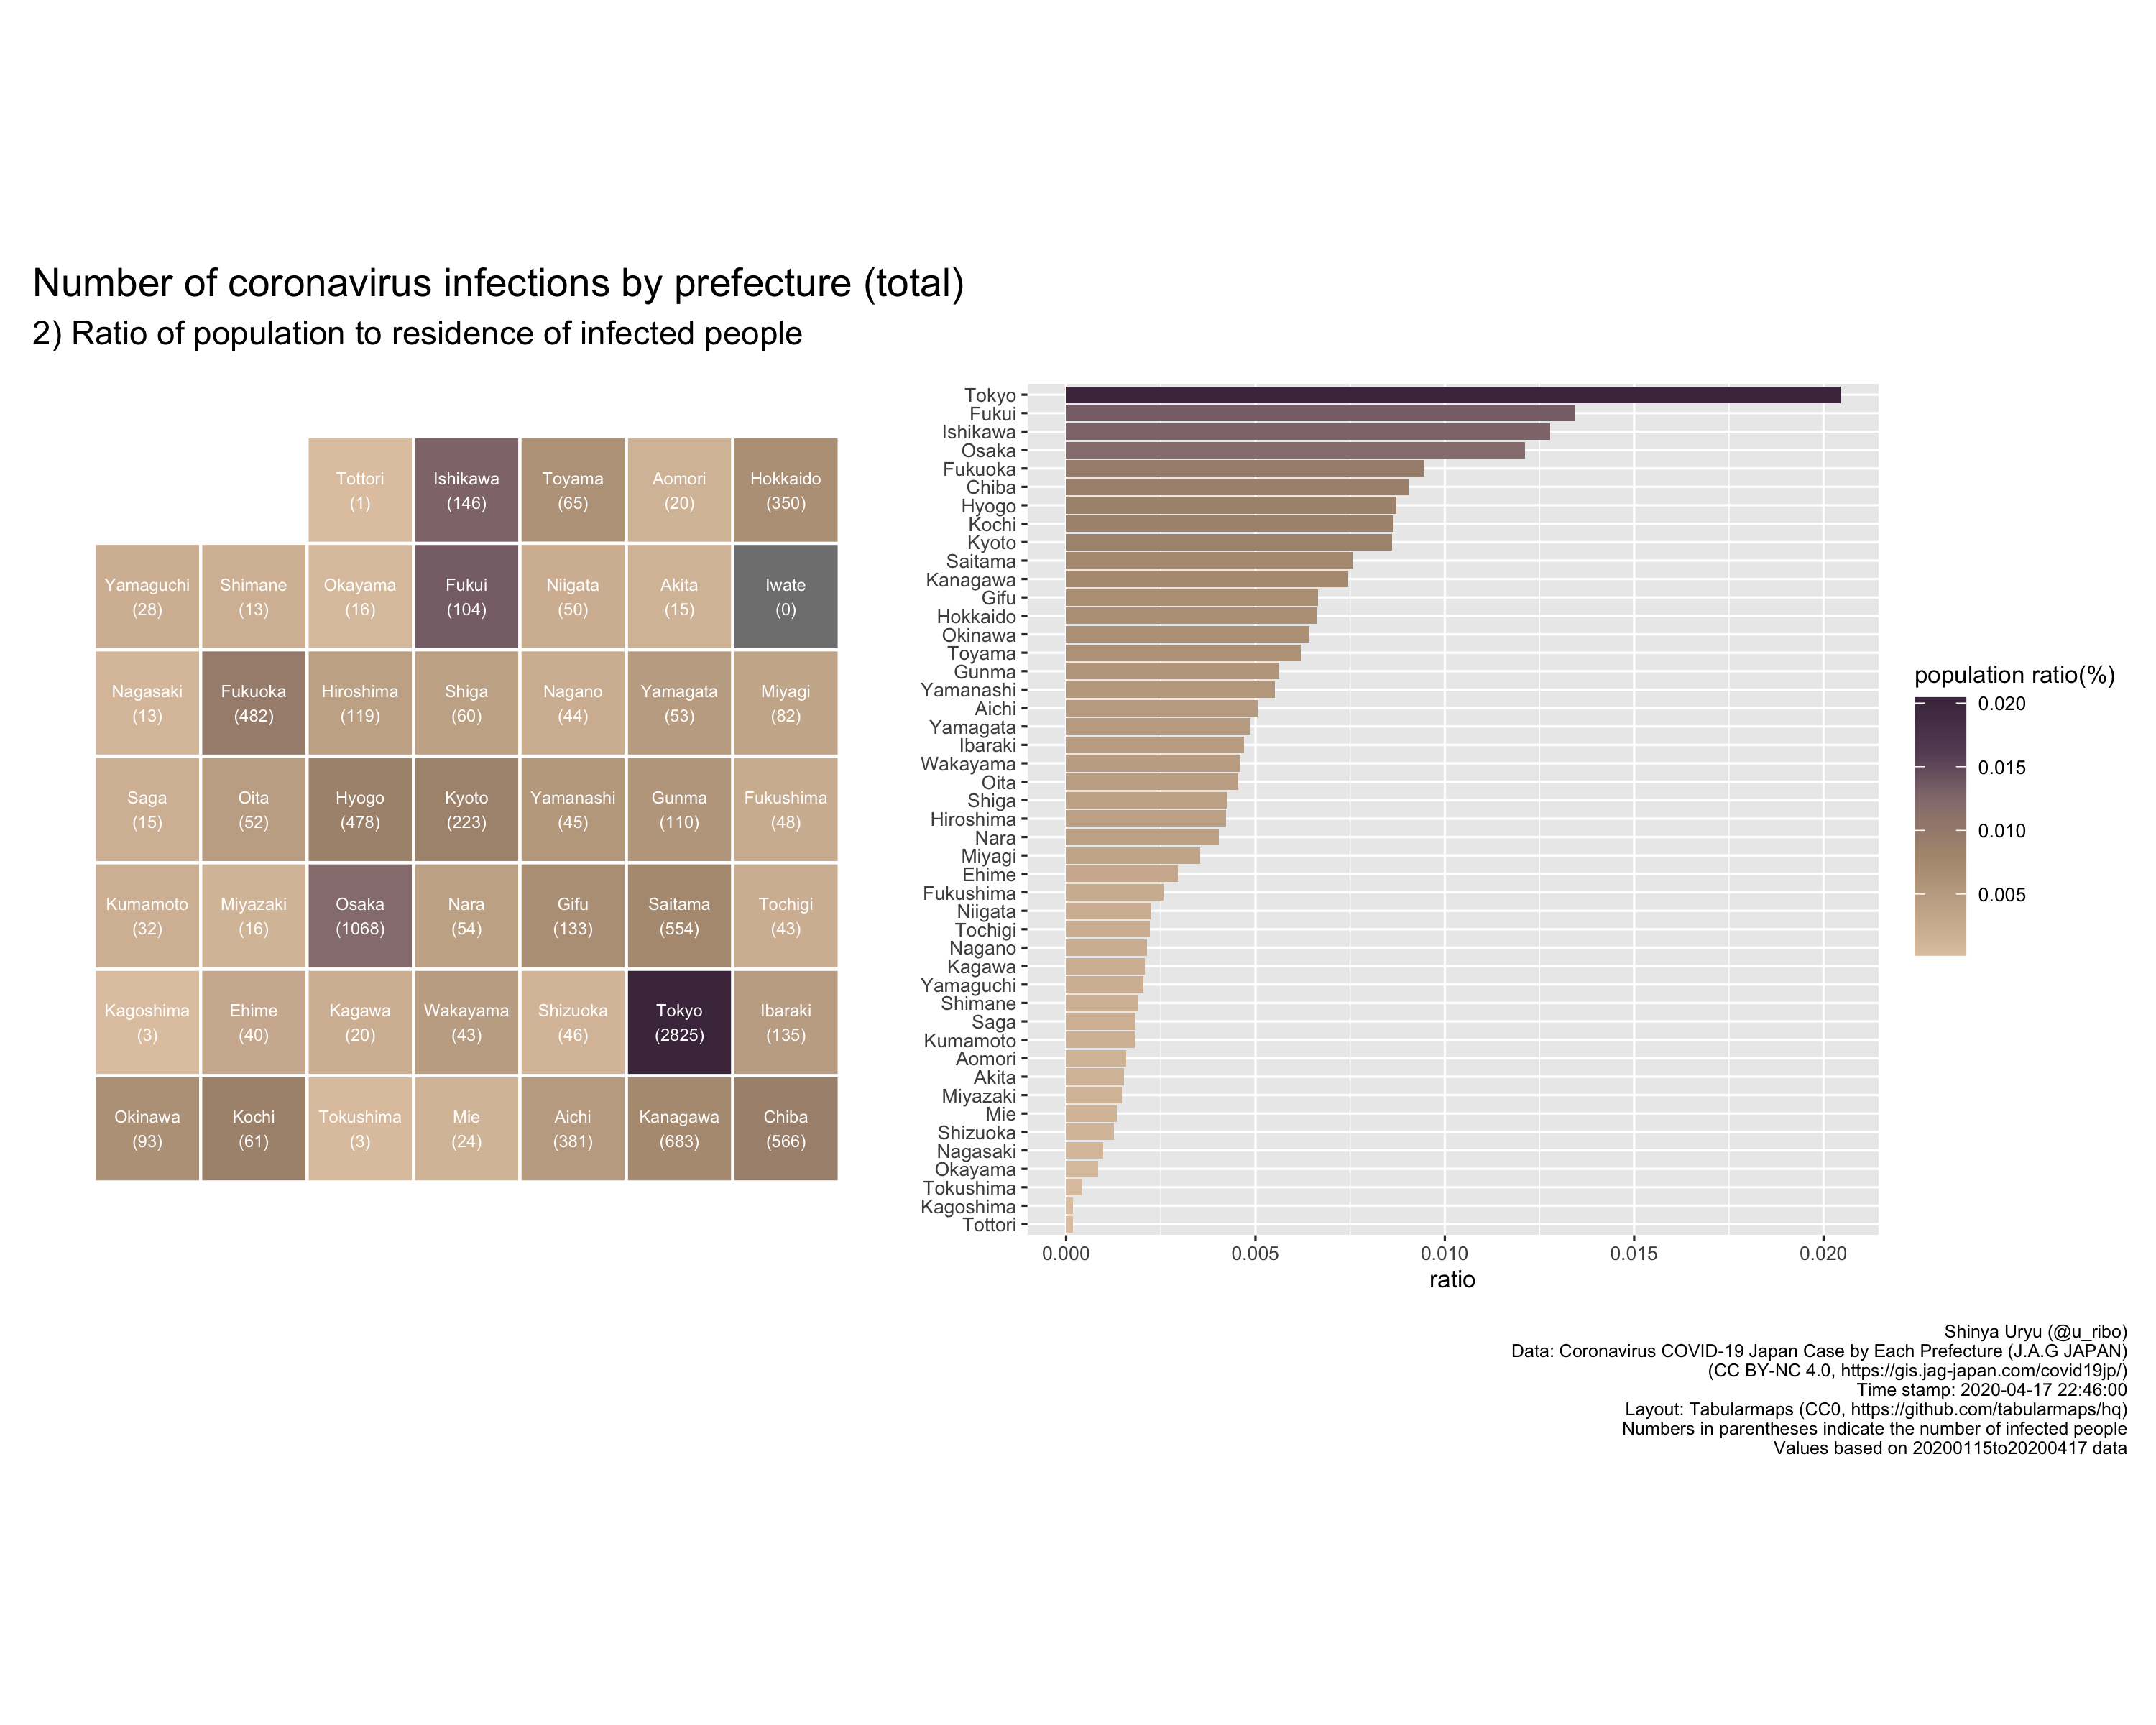 Number of coronavirus infections by prefecture (total)
2) Ratio of population to residence of infected people
Tottori
(1)
Ishikawa
(146)
Toyama
(65)
Aomori
(20)
Hokkaido
(350)
Yamaguchi
(28)
Shimane
(13)
Okayama
(16)
Fukui
(104)
Niigata
(50)
Akita
(15)
Iwate
(0)
Nagasaki
(13)
Fukuoka
(482)
Hiroshima
(119)
Shiga
(60)
Nagano
(44)
Yamagata
(53)
Miyagi
(82)
Saga
(15)
Oita
(52)
Hyogo
(478)
Kyoto
(223)
Yamanashi
(45)
Gunma
(110)
Fukushima
(48)
Kumamoto
(32)
Miyazaki
(16)
Osaka
(1068)
Nara
(54)
Gifu
(133)
Saitama
(554)
Tochigi
(43)
Kagoshima
(3)
Ehime
(40)
Kagawa
(20)
Wakayama
(43)
Shizuoka
(46)
Tokyo
(2825)
Ibaraki
(135)
Okinawa
(93)
Kochi
(61)
Tokushima
(3)
Mie
(24)
Aichi
(381)
Kanagawa
(683)
Chiba
(566)
Tokyo
Fukui
Ishikawa
Osaka
Fukuoka
Chiba
Hyogo
Kochi
Kyoto
Saitama
Kanagawa
Gifu
Hokkaido
Okinawa
Toyama
Gunma
Yamanashi
Aichi
Yamagata
Ibaraki
Wakayama
Oita
Shiga
Hiroshima
Nara
Miyagi
Ehime
Fukushima
Niigata
Tochigi
Nagano
Kagawa
Yamaguchi
Shimane
Saga
Kumamoto
Aomori
Akita
Miyazaki
Mie
Shizuoka
Nagasaki
Okayama
Tokushima
Kagoshima
Tottori
0.000
0.005
0.010
0.015
0.020
ratio
population ratio(%)
0.020
0.015
0.010
0.005
Shinya Uryu (@u_ribo)
Data: Coronavirus COVID-19 Japan Case by Each Prefecture (J.A.G JAPAN)
(CC BY-NC 4.0, https://gis.jag-japan.com/covid19jp/)
Time stamp: 2020-04-17 22:46:00
Layout: Tabularmaps (CC0, https://github.com/tabularmaps/hq)
Numbers in parentheses indicate the number of infected people
Values based on 20200115to20200417 data